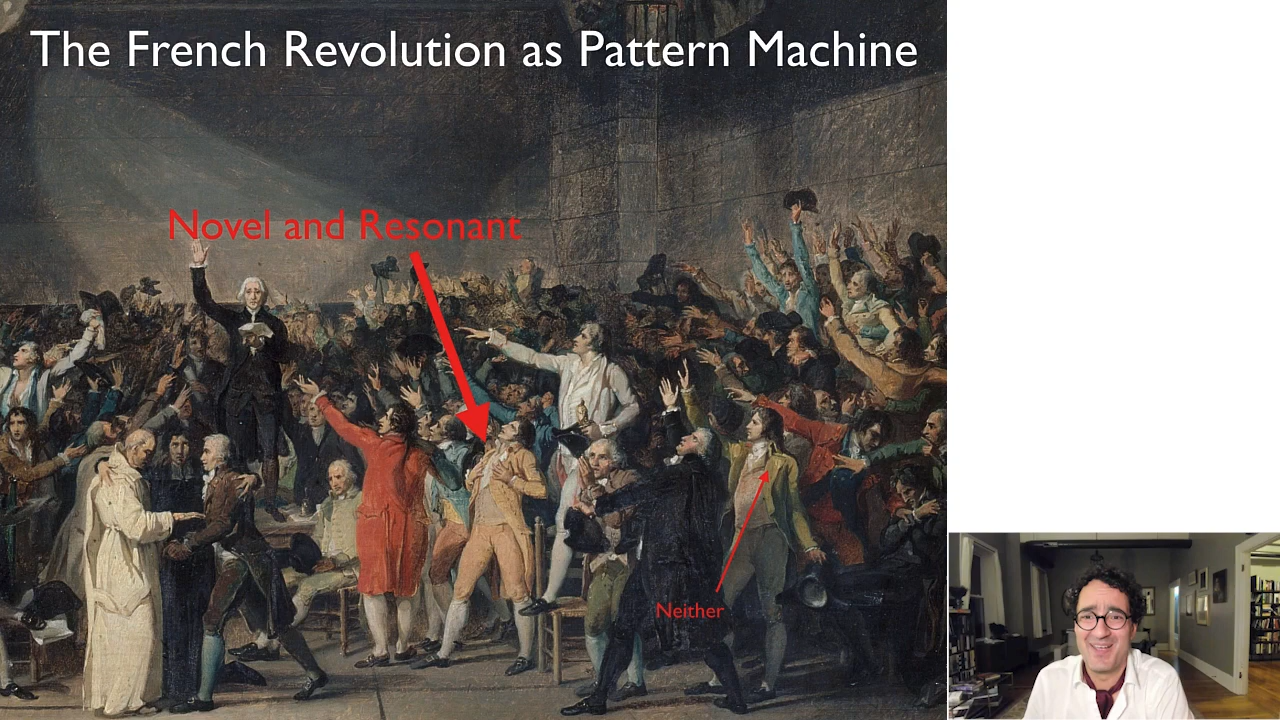 The French Revolution as Pattern Machine
Novel and Resonant
Neither